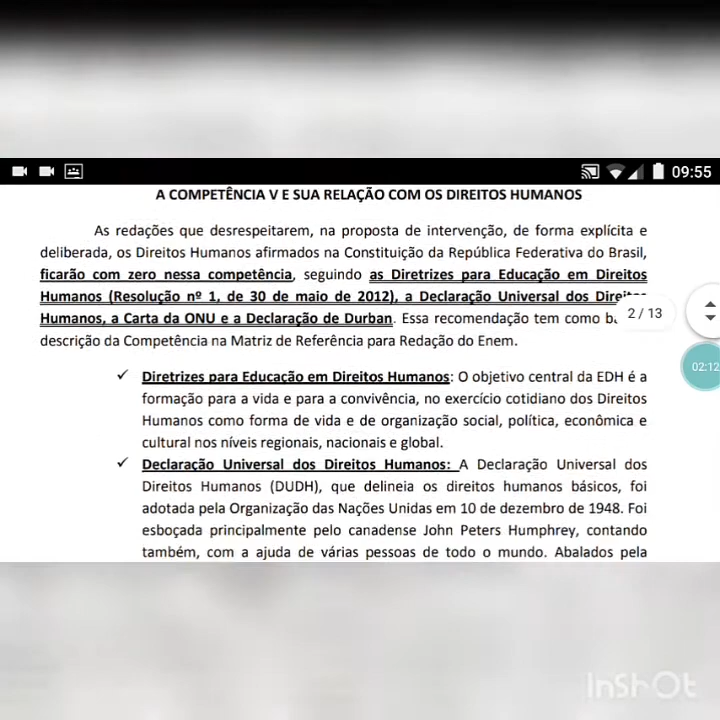 09:55
A COMPETÊNCIA V E SUA RELAÇÃO COM OS DIREITOS HUMANOS
As redações que desrespeitarem, na proposta de intervenção, de forma explícita e
deliberada, os Direitos Humanos afirmados na Constituição da República Federativa do Brasil,
ficarão com zero nessa competência, seguindo as Diretrizes para Educação em Direitos
Humanos (Resolução nº 1, de 30 de maio de 2012), a Declaração Universal dos
Humanos, a Carta da ONU e a Declaração de Durban. Essa recomendação tem como
2 / 13
descrição da Competência na Matriz de Referência para Redação do Enem.
02:12
✓ Diretrizes para Educação em Direitos Humanos: O objetivo central da EDH é a
formação para a vida e para a convivência, no exercício cotidiano dos Direitos
Humanos como forma de vida e de organização social, política, econômica e
cultural nos níveis regionais, nacionais e global.
✓ Declaração Universal dos Direitos Humanos: A Declaração Universal dos
Direitos Humanos (DUDH), que delineia os direitos humanos básicos, foi
adotada pela Organização das Nações Unidas em 10 de dezembro de 1948. Foi
esboçada principalmente pelo canadense John Peters Humphrey, contando
também, com a ajuda de várias pessoas de todo o mundo. Abalados pela
InShOt